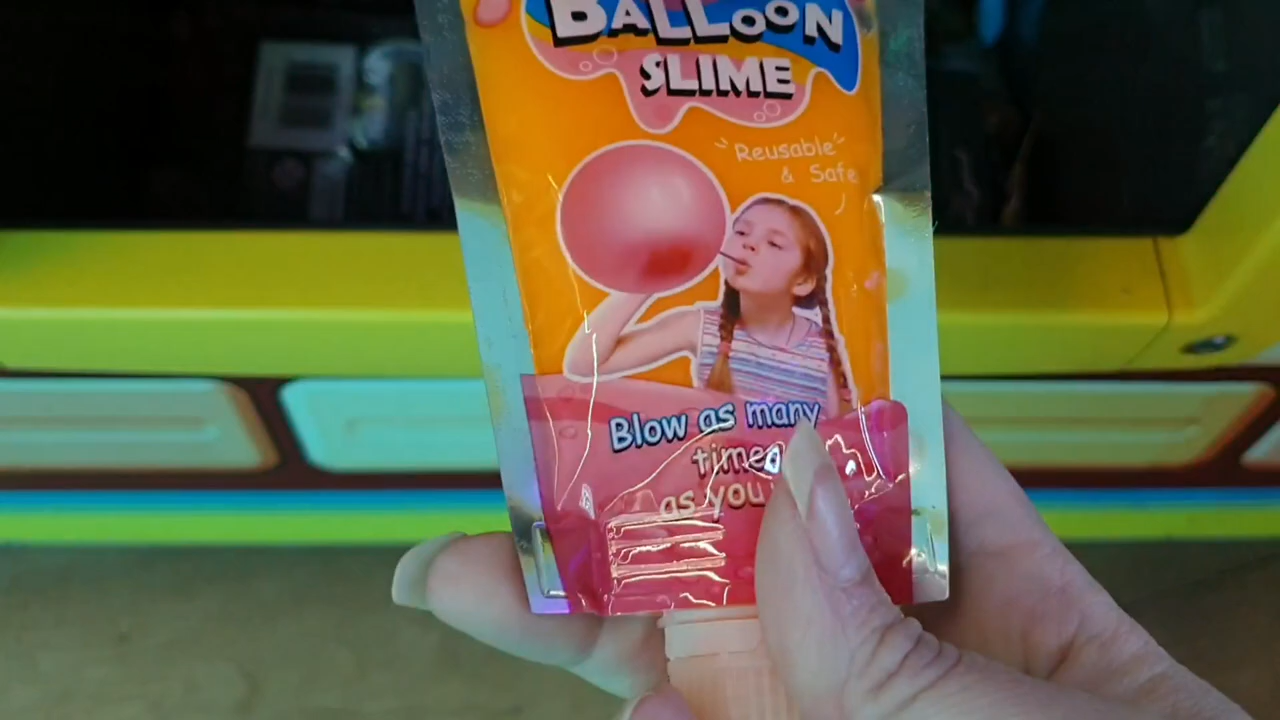 BALLOON
SLIME
Reusable
& Safe
Blow as many
times
as you